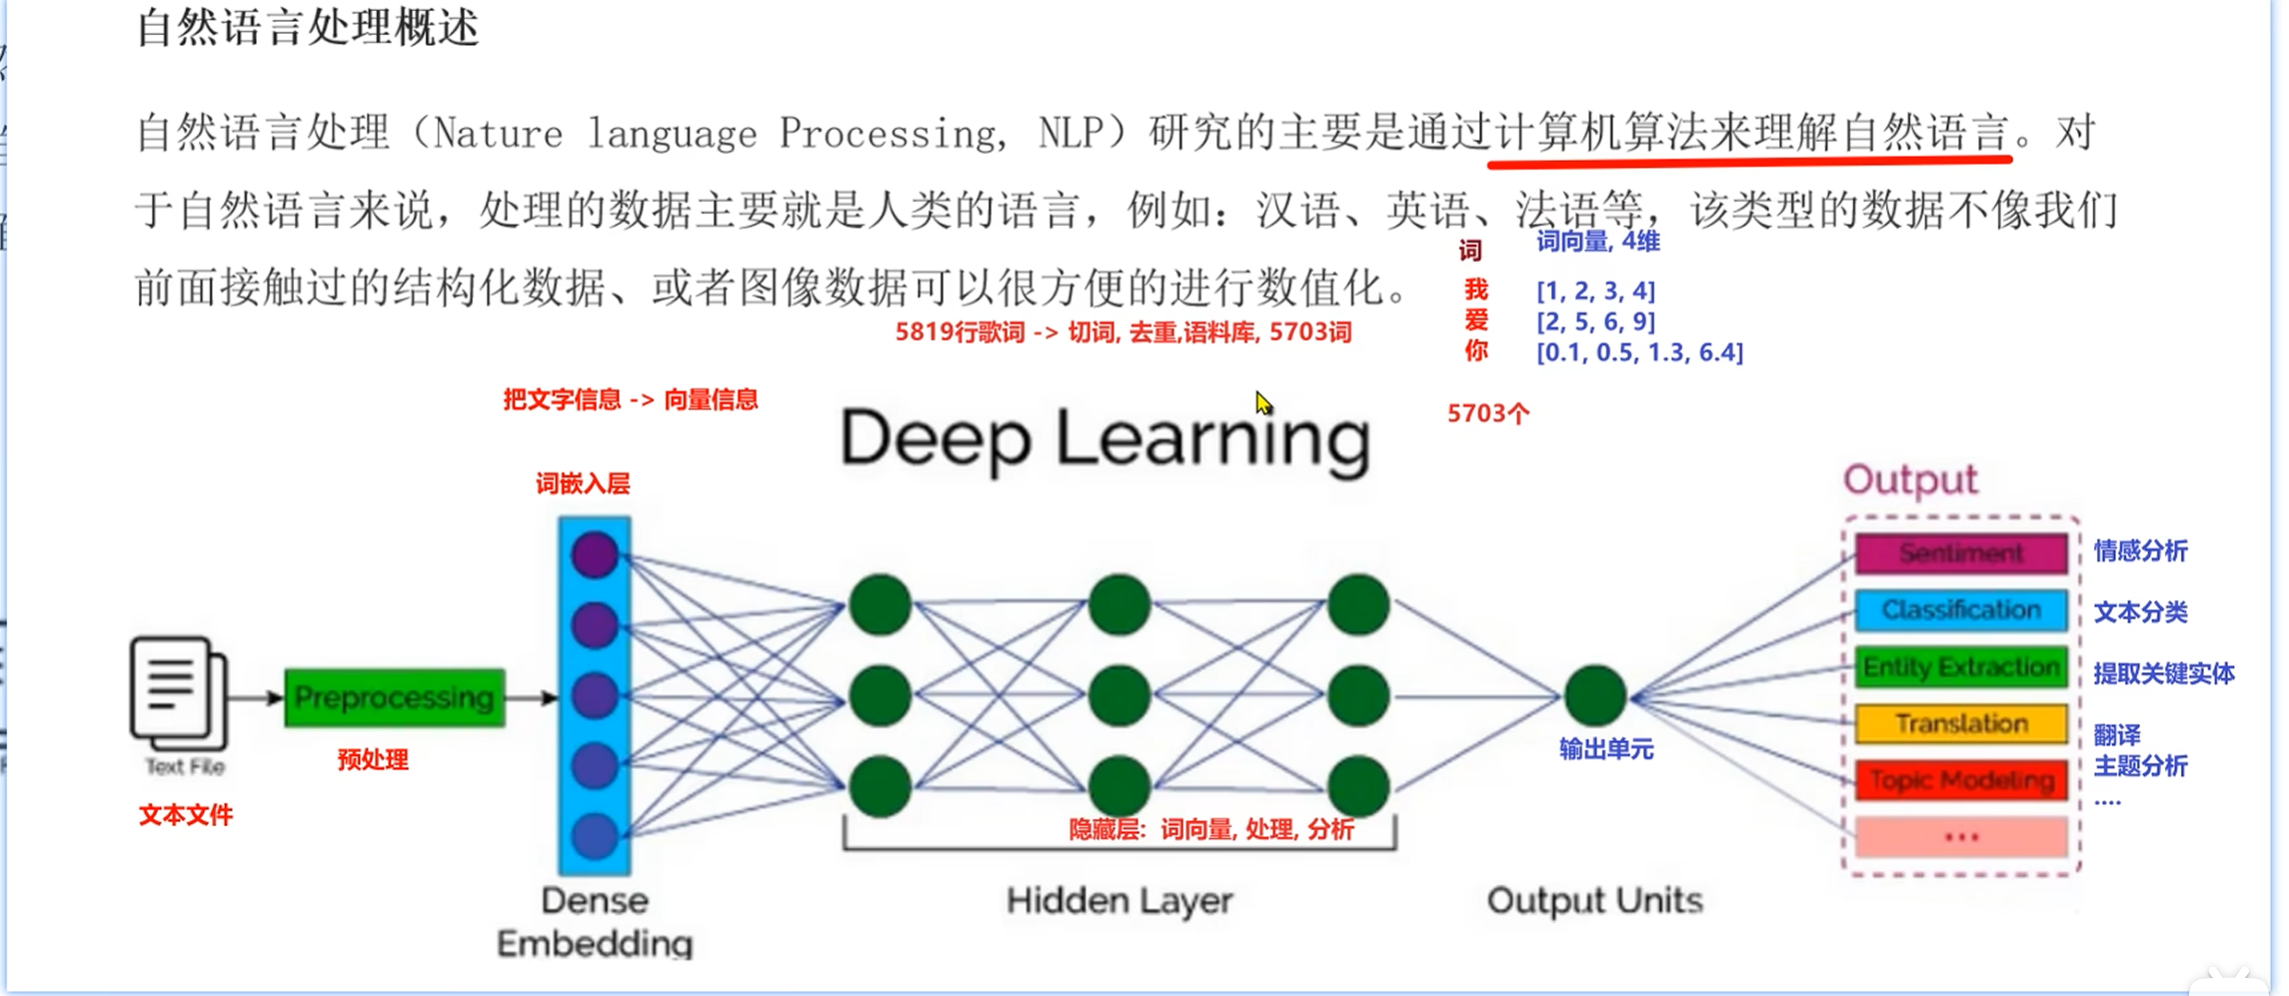 自然语言处理概述
自然语言处理（Nature language Processing, NLP）研究的主要是通过计算机算法来理解自然语言。对
于自然语言来说，处理的数据主要就是人类的语言，例如：汉语、英语、法语等，该类型的数据不像我们
前面接触过的结构化数据、或者图像数据可以很方便的进行数值化。
词 词向量, 4维
我 [1, 2, 3, 4]
爱 [2, 5, 6, 9]
你 [0.1, 0.5, 1.3, 6.4]
5819行歌词 -> 切词, 去重,语料库, 5703词
把文字信息 -> 向量信息
5703个
Deep Learning
词嵌入层
Output
Sentiment 情感分析
Classification 文本分类
Entity Extraction 提取关键实体
Translation 翻译
Topic Modeling 主题分析
... ....
Preprocessing
预处理
Text File
文本文件
输出单元
隐藏层: 词向量, 处理, 分析
Dense
Embedding
Hidden Layer
Output Units